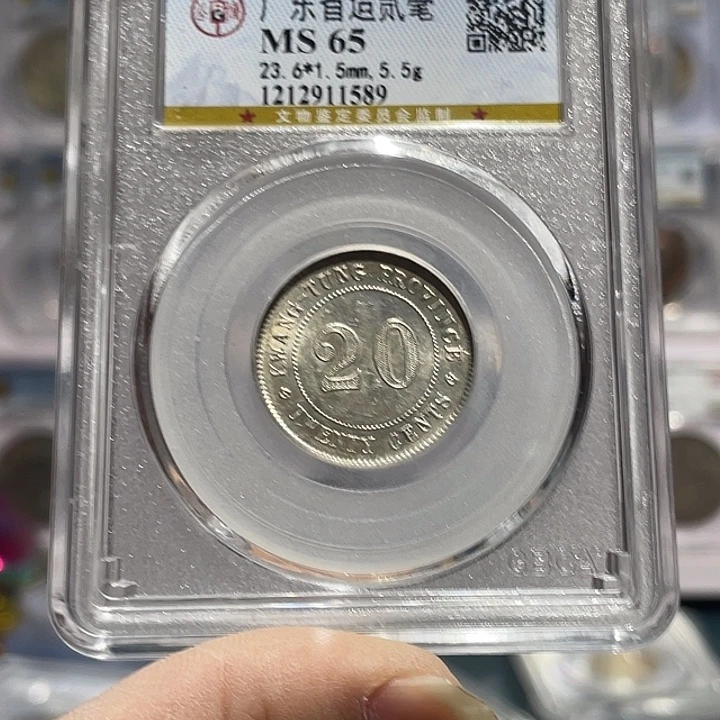 广东省造贰毫
MS 65
23.6*1.5mm,5.5g
1212911589
文物鉴定委员会监制
KWANG-TUNG PROVINCE
20
TWENTY CENTS